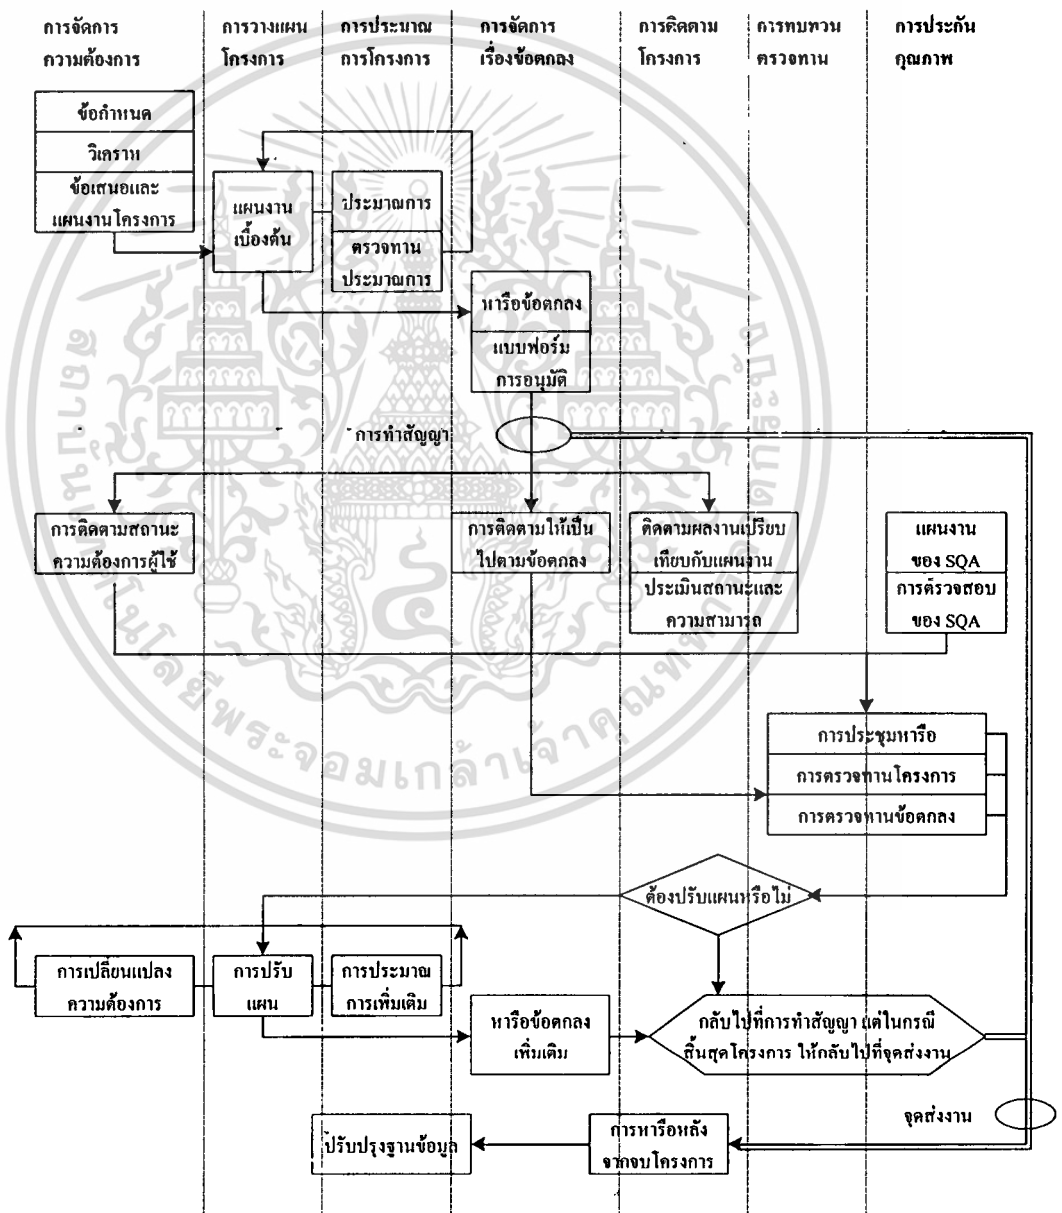 การจัดการ
ความต้องการ
การวางแผน
โครงการ
การประมาณ
การโครงการ
การจัดการ
เรื่องข้อตกลง
การติดตาม
โครงการ
การทบทวน
ตรวจทาน
การประกัน
คุณภาพ
ข้อกำหนด
วิเคราห
ข้อเสนอและ
แผนงานโครงการ
แผนงาน
เบื้องต้น
ประมาณการ
ตรวจทาน
ประมาณการ
หารือข้อตกลง
แบบฟอร์ม
การอนุมัติ
การทำสัญญา
การติดตามสถานะ
ความต้องการผู้ใช้
การติดตามให้เป็น
ไปตามข้อตกลง
ติดตามผลงานเปรียบ
เทียบกับแผนงาน
ประเมินสถานะและ
ความสามารถ
แผนงาน
ของ SQA
การตรวจสอบ
ของ SQA
การประชุมหารือ
การตรวจทานโครงการ
การตรวจทานข้อตกลง
ต้องปรับแผนหรือไม่
การเปลี่ยนแปลง
ความต้องการ
การปรับ
แผน
การประมาณ
การเพิ่มเติม
หารือข้อตกลง
เพิ่มเติม
กลับไปที่การทำสัญญา แต่ในกรณี
สิ้นสุดโครงการ ให้กลับไปที่จุดส่งงาน
จุดส่งงาน
การหารือหลัง
จากจบโครงการ
ปรับปรุงฐานข้อมูล
เทคโนโลยีพระจอมเกล้าเจ้าคุณทหาร